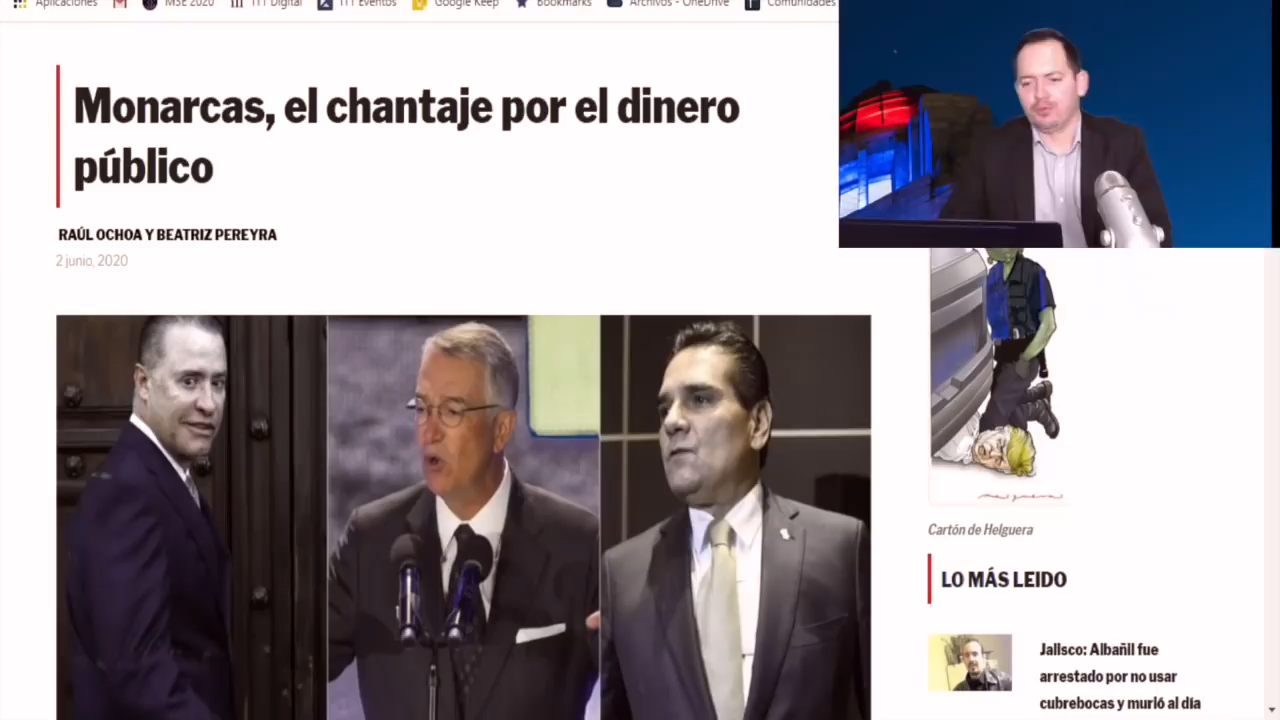 Aplicaciones
MSE 2020
TYT Digital
TYT Eventos
Google Keep
Bookmarks
Archivos - OneDrive
Comunidades
Monarcas, el chantaje por el dinero
público
RAÚL OCHOA Y BEATRIZ PEREYRA
2 junio, 2020
Cartón de Helguera
LO MÁS LEIDO
Jalisco: Albañil fue
arrestado por no usar
cubrebocas y murió al día